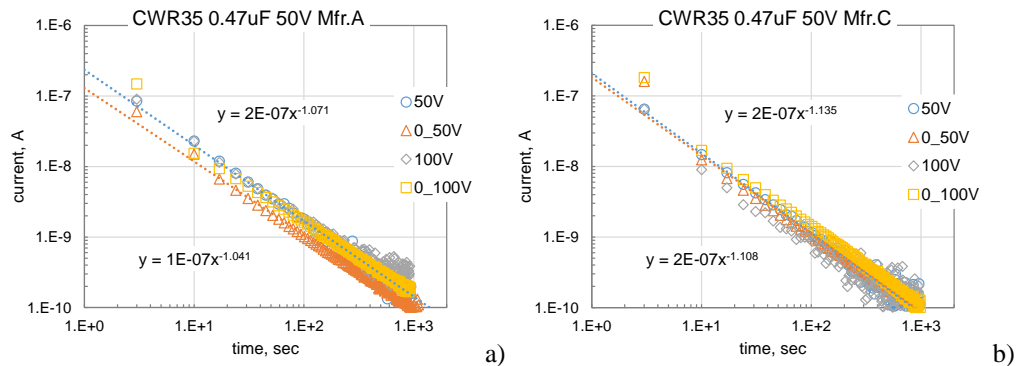 CWR35 0.47uF 50V Mfr.A
1.E-6
1.E-7
1.E-8
1.E-9
1.E-10
current, A
y = 2E-07x-1.071
y = 1E-07x-1.041
50V
0_50V
100V
0_100V
1.E+0 1.E+1 1.E+2 1.E+3
time, sec
a)
CWR35 0.47uF 50V Mfr.C
1.E-6
1.E-7
1.E-8
1.E-9
1.E-10
current, A
y = 2E-07x-1.135
y = 2E-07x-1.108
50V
0_50V
100V
0_100V
1.E+0 1.E+1 1.E+2 1.E+3
time, sec
b)